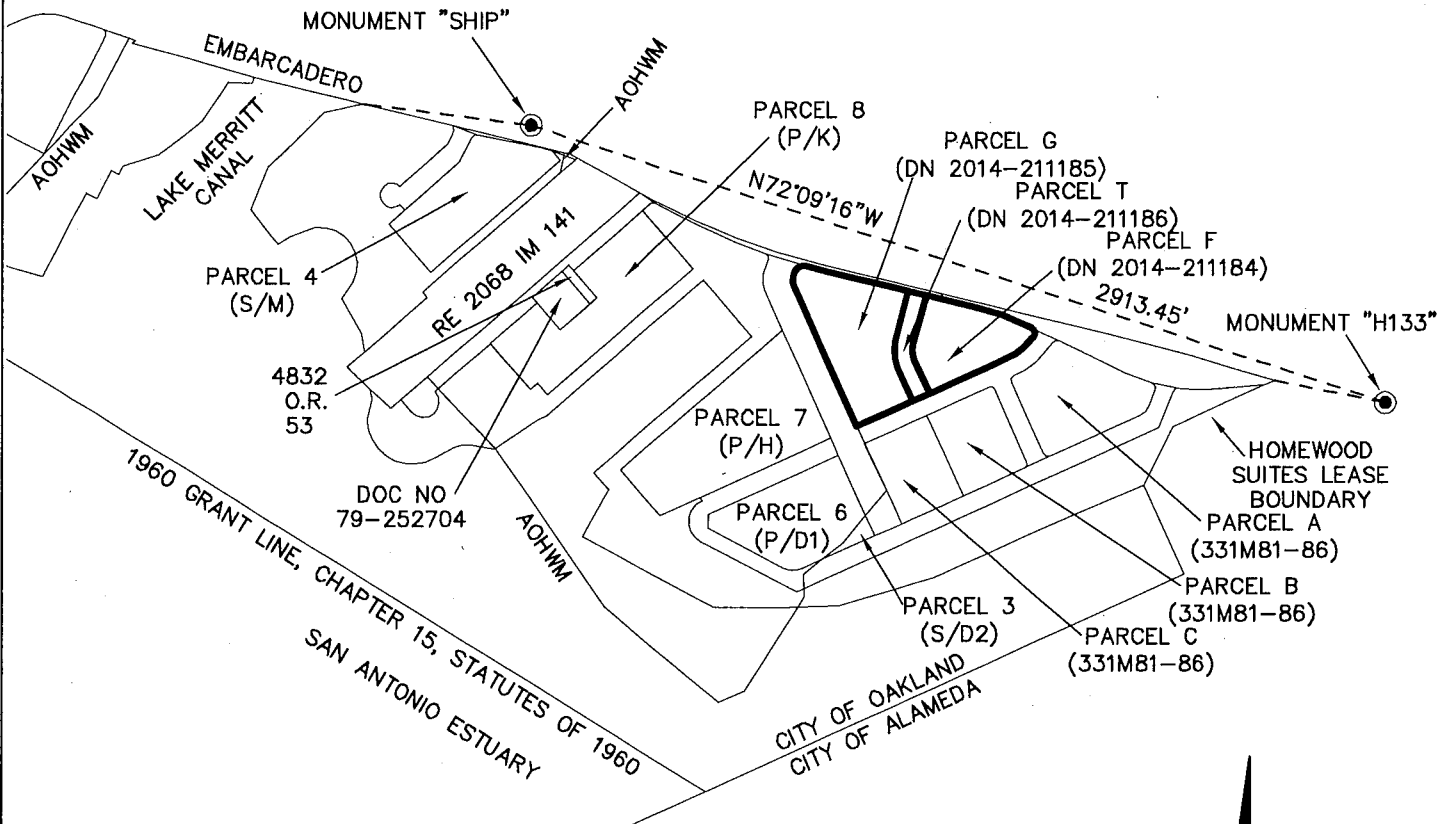 MONUMENT "SHIP"
EMBARCADERO
AOHWM
AOHWM
LAKE MERRITT
CANAL
PARCEL 8
(P/K)
PARCEL G
(DN 2014-211185)
PARCEL T
(DN 2014-211186)
PARCEL F
(DN 2014-211184)
N72°09'16"W
2913.45'
MONUMENT "H133"
PARCEL 4
(S/M)
RE 2068 IM 141
4832
O.R.
53
DOC NO
79-252704
PARCEL 7
(P/H)
PARCEL 6
(P/D1)
AOHWM
HOMEWOOD
SUITES LEASE
BOUNDARY
PARCEL A
(331M81-86)
PARCEL B
(331M81-86)
PARCEL C
(331M81-86)
PARCEL 3
(S/D2)
1960 GRANT LINE, CHAPTER 15, STATUTES OF 1960
SAN ANTONIO ESTUARY
CITY OF OAKLAND
CITY OF ALAMEDA